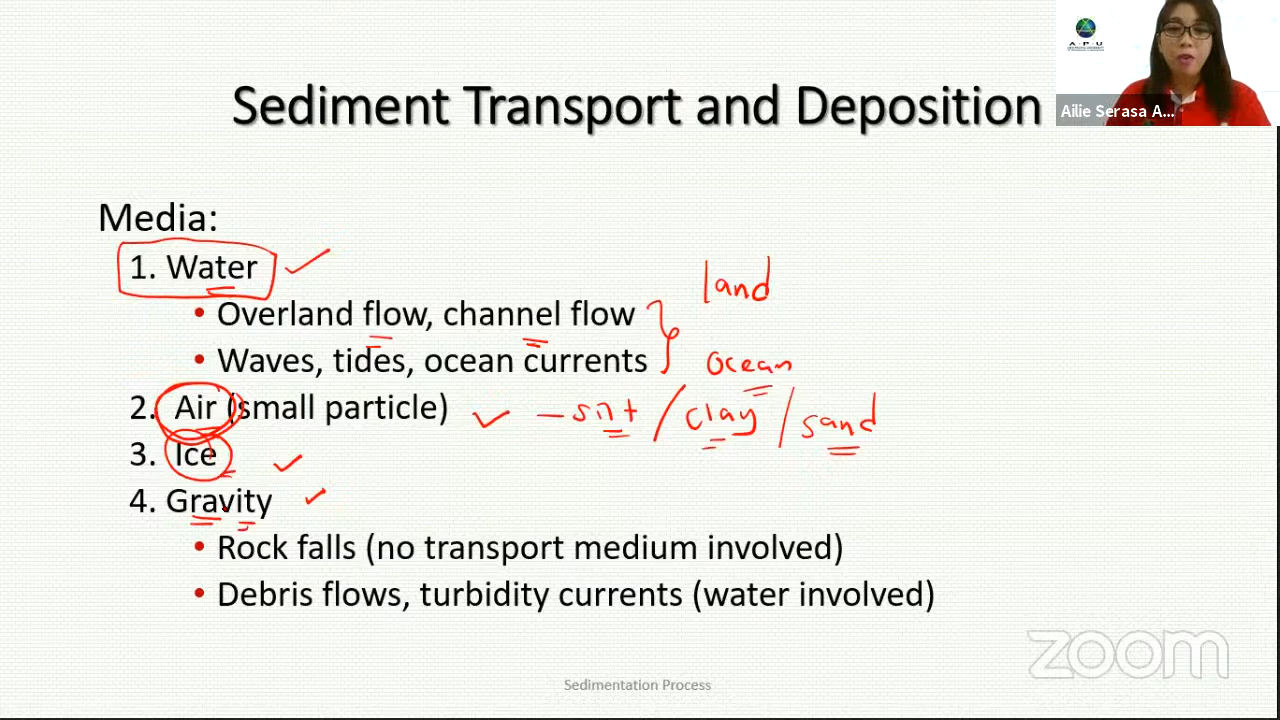 A · P · U
Ailie Serasa A...
Sediment Transport and Deposition
Media:
1. Water
land
• Overland flow, channel flow
• Waves, tides, ocean currents
ocean
2. Air (small particle)
– silt / clay / sand
3. Ice
4. Gravity
• Rock falls (no transport medium involved)
• Debris flows, turbidity currents (water involved)
zoom
Sedimentation Process